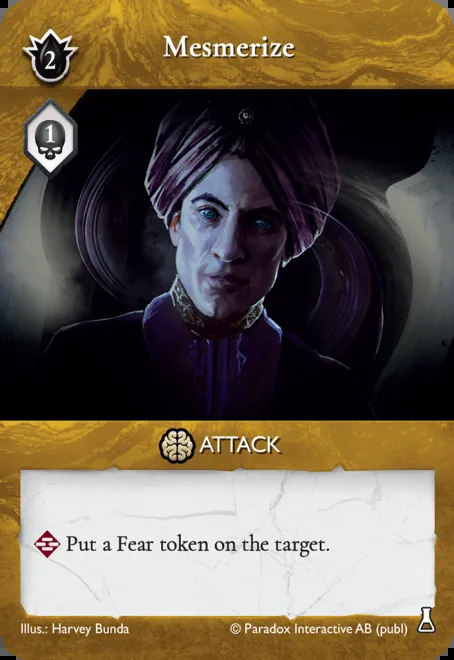 2
Mesmerize
1
ATTACK
Put a Fear token on the target.
Illus.: Harvey Bunda © Paradox Interactive AB (publ)